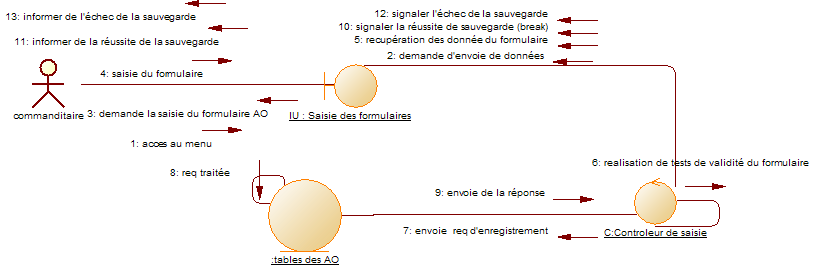 12: signaler l'échec de la sauvegarde
13: informer de l'échec de la sauvegarde
10: signaler la réussite de sauvegarde (break)
11: informer de la réussite de la sauvegarde
5: recupération des donnée du formulaire
2: demande d'envoie de données
4: saisie du formulaire
commanditaire
3: demande la saisie du formulaire AO
IU : Saisie des formulaires
1: acces au menu
6: realisation de tests de validité du formulaire
8: req traitée
9: envoie de la réponse
7: envoie req d'enregistrement
C:Controleur de saisie
:tables des AO